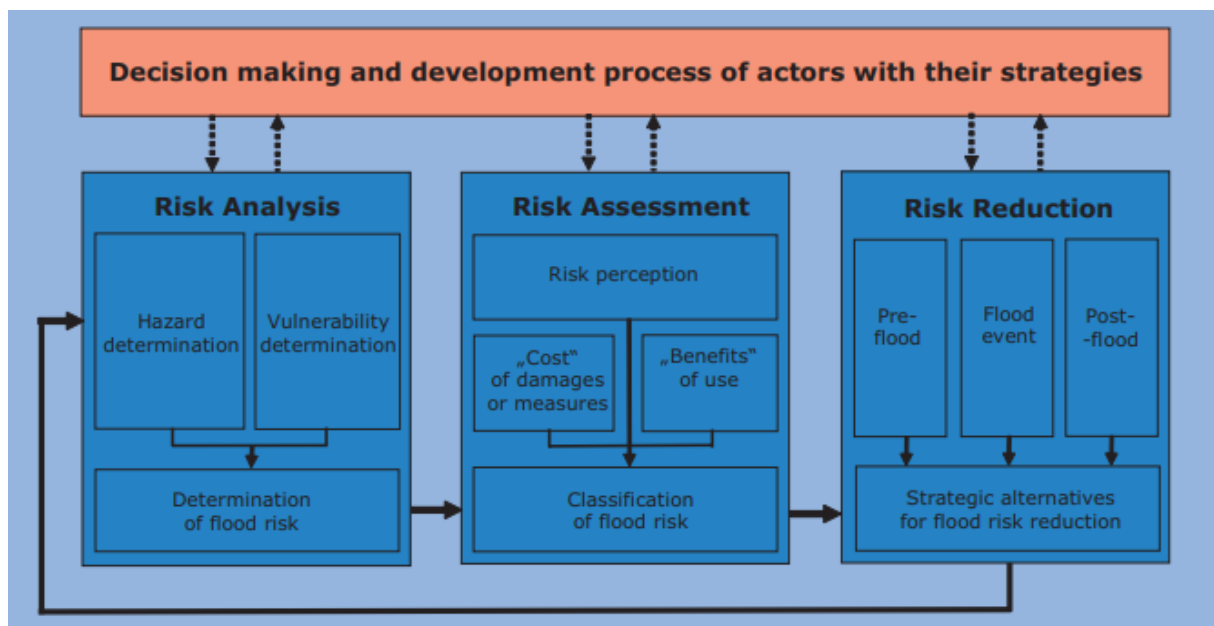 Decision making and development process of actors with their strategies
Risk Analysis
Hazard
determination
Vulnerability
determination
Determination
of flood risk
Risk Assessment
Risk perception
„Cost“
of damages
or measures
„Benefits“
of use
Classification
of flood risk
Risk Reduction
Pre-
flood
Flood
event
Post-
-flood
Strategic alternatives
for flood risk reduction